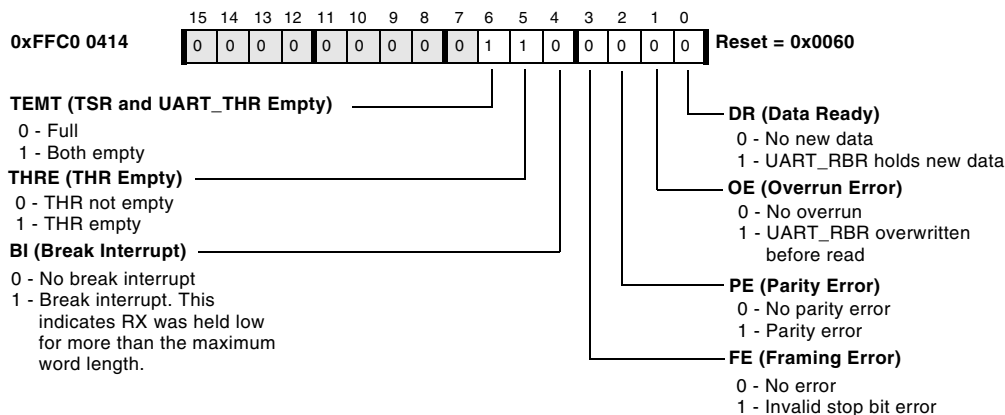 15 14 13 12 11 10 9 8 7 6 5 4 3 2 1 0
0xFFC0 0414 0 0 0 0 0 0 0 0 0 1 1 0 0 0 0 0 Reset = 0x0060
TEMT (TSR and UART_THR Empty)
0 - Full
1 - Both empty
THRE (THR Empty)
0 - THR not empty
1 - THR empty
BI (Break Interrupt)
0 - No break interrupt
1 - Break interrupt. This
indicates RX was held low
for more than the maximum
word length.
DR (Data Ready)
0 - No new data
1 - UART_RBR holds new data
OE (Overrun Error)
0 - No overrun
1 - UART_RBR overwritten
before read
PE (Parity Error)
0 - No parity error
1 - Parity error
FE (Framing Error)
0 - No error
1 - Invalid stop bit error